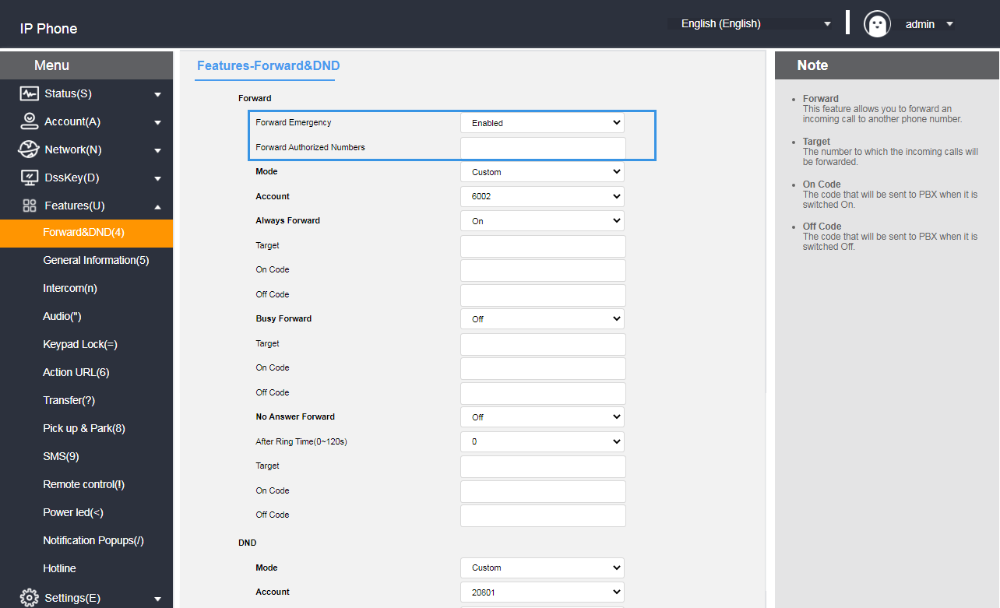 IP Phone
English (English)
admin
Menu
Status(S)
Account(A)
Network(N)
DssKey(D)
Features(U)
Forward&DND(4)
General Information(5)
Intercom(n)
Audio(")
Keypad Lock(=)
Action URL(6)
Transfer(?)
Pick up & Park(8)
SMS(9)
Remote control(!)
Power led(<)
Notification Popups(/)
Hotline
Settings(E)
Features-Forward&DND
Forward
Forward Emergency Enabled
Forward Authorized Numbers
Mode Custom
Account 6002
Always Forward On
Target
On Code
Off Code
Busy Forward Off
Target
On Code
Off Code
No Answer Forward Off
After Ring Time(0~120s) 0
Target
On Code
Off Code
DND
Mode Custom
Account 20801
Note
Forward
This feature allows you to forward an
incoming call to another phone number.
Target
The number to which the incoming calls will
be forwarded.
On Code
The code that will be sent to PBX when it is
switched On.
Off Code
The code that will be sent to PBX when it is
switched Off.